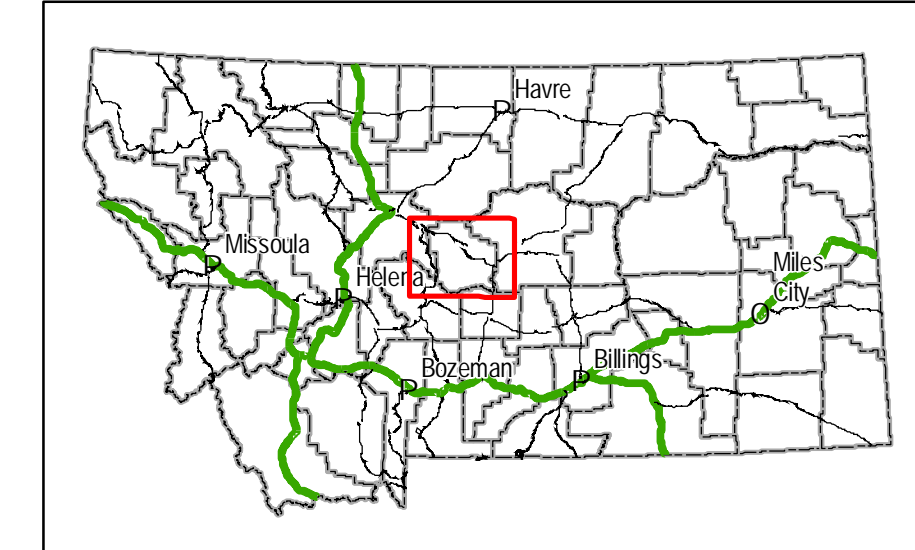 Havre
P
Missoula
P
Helena
P
Miles
City
O
Billings
P
Bozeman
P